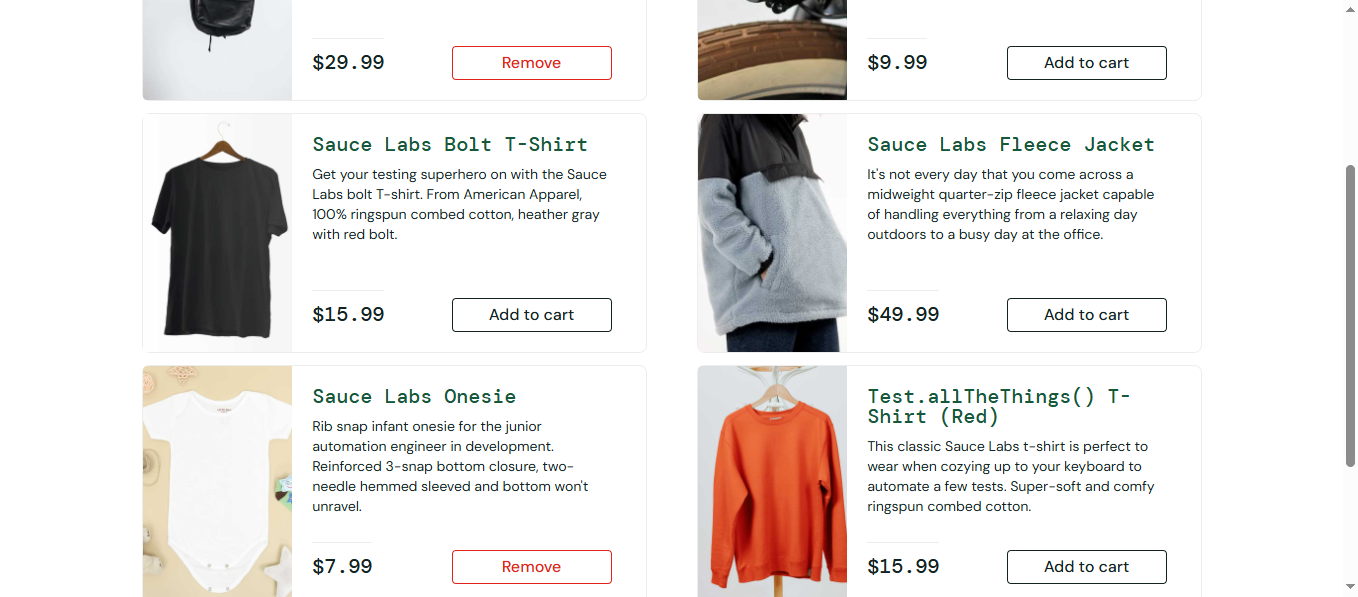 $29.99
Remove
$9.99
Add to cart
Sauce Labs Bolt T-Shirt
Get your testing superhero on with the Sauce
Labs bolt T-shirt. From American Apparel,
100% ringspun combed cotton, heather gray
with red bolt.
$15.99
Add to cart
Sauce Labs Fleece Jacket
It's not every day that you come across a
midweight quarter-zip fleece jacket capable
of handling everything from a relaxing day
outdoors to a busy day at the office.
$49.99
Add to cart
Sauce Labs Onesie
Rib snap infant onesie for the junior
automation engineer in development.
Reinforced 3-snap bottom closure, two-
needle hemmed sleeved and bottom won't
unravel.
$7.99
Remove
Test.allTheThings() T-
Shirt (Red)
This classic Sauce Labs t-shirt is perfect to
wear when cozying up to your keyboard to
automate a few tests. Super-soft and comfy
ringspun combed cotton.
$15.99
Add to cart